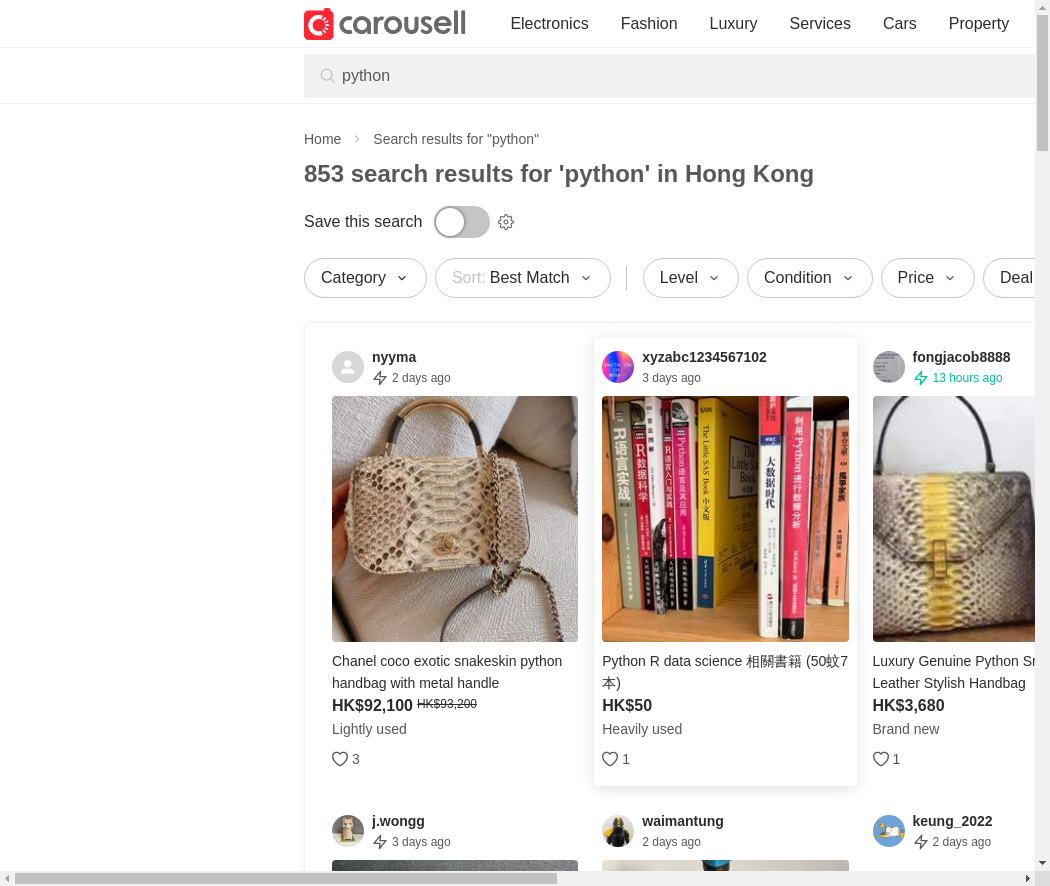 carousell
Electronics
Fashion
Luxury
Services
Cars
Property
python
Home
Search results for "python"
853 search results for 'python' in Hong Kong
Save this search
Category
Sort: Best Match
Level
Condition
Price
Deal
nyyma
2 days ago
Chanel coco exotic snakeskin python
handbag with metal handle
HK$92,100 HK$93,200
Lightly used
3
xyzabc1234567102
3 days ago
R语言实战
R数据科学
R语言入门与实践
Python语言及其应用
The Little SAS Book 中文版
The Little SAS Book
大数据时代
利用Python进行数据分析
Python R data science 相關書籍 (50蚊7
本)
HK$50
Heavily used
1
fongjacob8888
13 hours ago
Luxury Genuine Python
Leather Stylish Handbag
HK$3,680
Brand new
1
j.wongg
3 days ago
waimantung
2 days ago
keung_2022
2 days ago